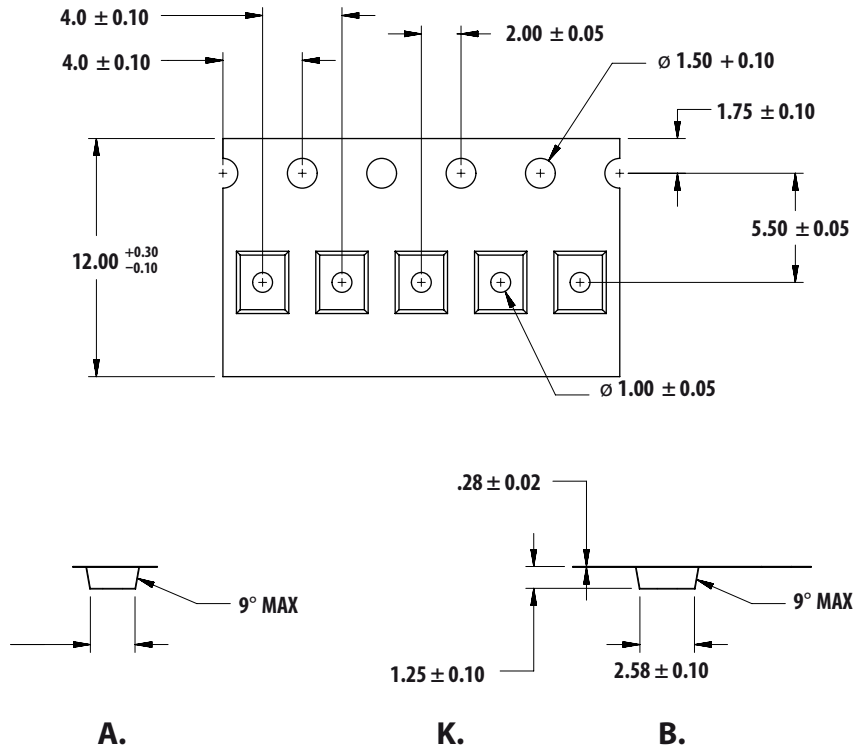 4.0 ± 0.10
2.00 ± 0.05
4.0 ± 0.10
ø 1.50 + 0.10
1.75 ± 0.10
5.50 ± 0.05
12.00 +0.30 −0.10
ø 1.00 ± 0.05
.28 ± 0.02
9° MAX
9° MAX
1.25 ± 0.10
2.58 ± 0.10
A. K. B.